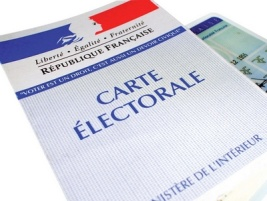 Liberté • Égalité • Fraternité
RÉPUBLIQUE FRANÇAISE
"VOTER EST UN DROIT, C'EST AUSSI UN DEVOIR CIVIQUE"
CARTE
ÉLECTORALE
MINISTÈRE DE L'INTÉRIEUR